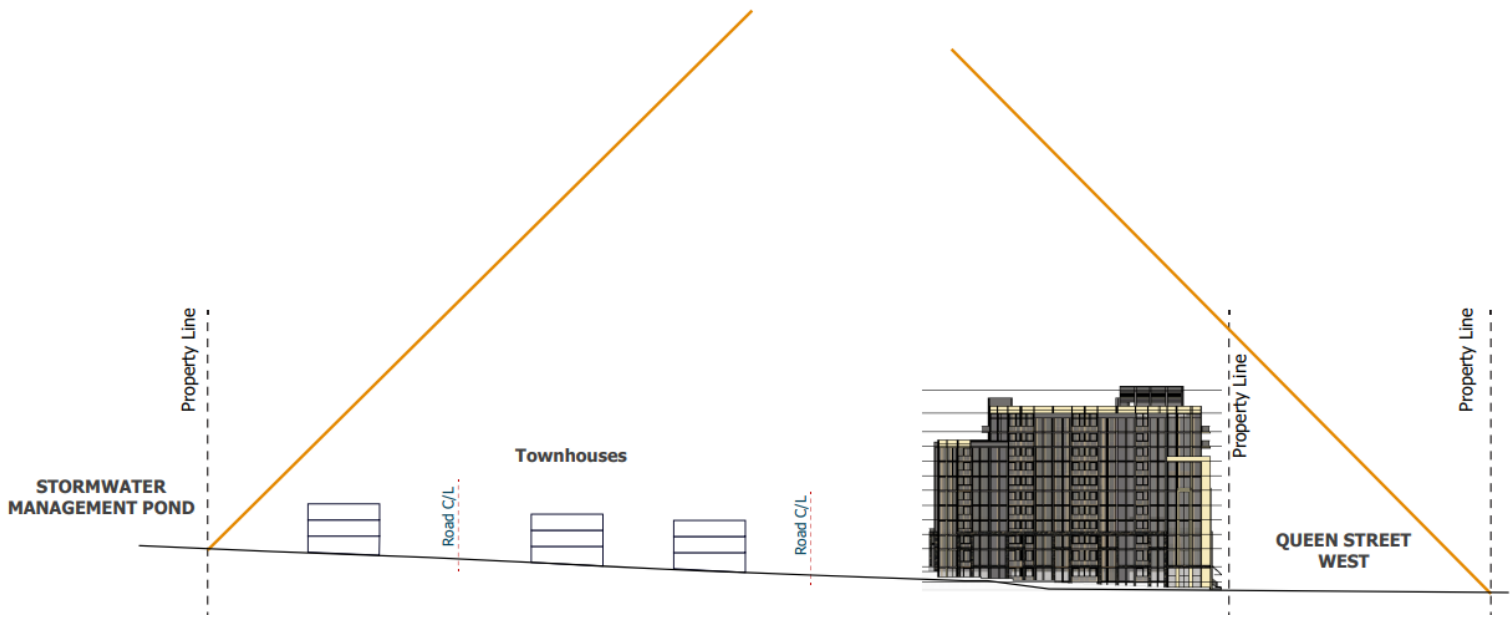 Property Line
STORMWATER
MANAGEMENT POND
Townhouses
Road C/L
Road C/L
Property Line
QUEEN STREET
WEST
Property Line